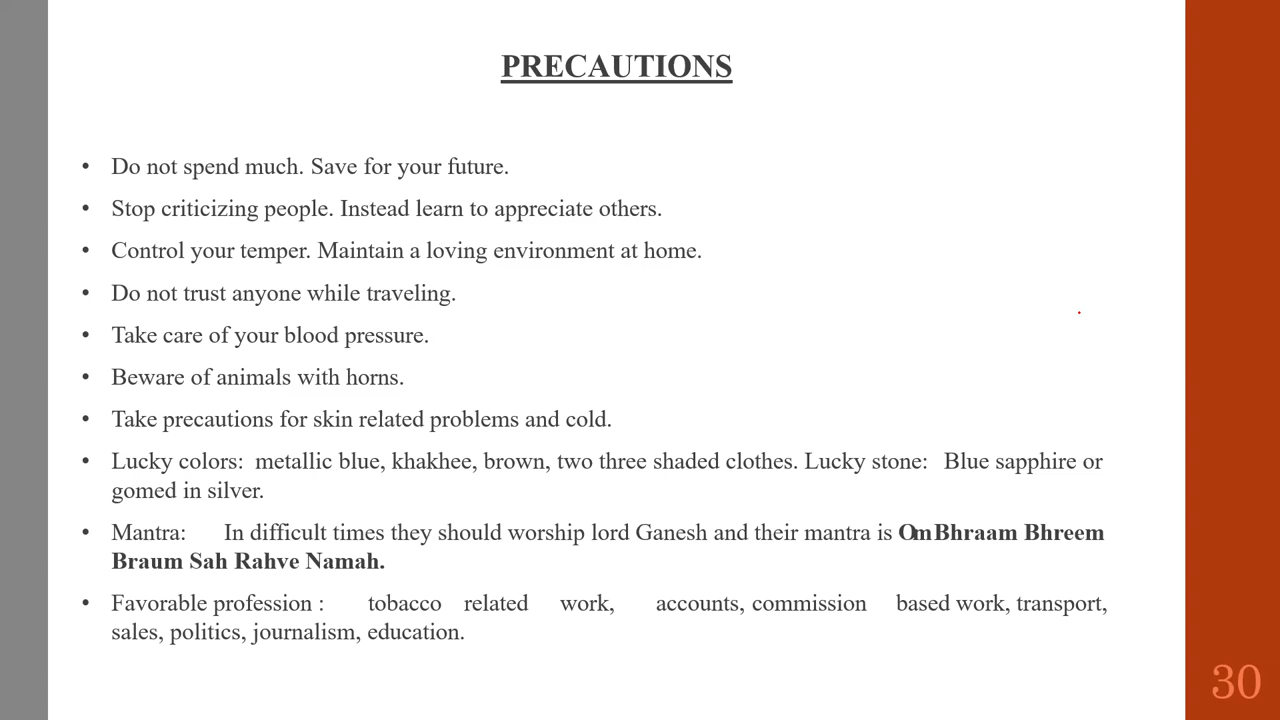 PRECAUTIONS
• Do not spend much. Save for your future.
• Stop criticizing people. Instead learn to appreciate others.
• Control your temper. Maintain a loving environment at home.
• Do not trust anyone while traveling.
• Take care of your blood pressure.
• Beware of animals with horns.
• Take precautions for skin related problems and cold.
• Lucky colors: metallic blue, khakhee, brown, two three shaded clothes. Lucky stone: Blue sapphire or
gomed in silver.
• Mantra: In difficult times they should worship lord Ganesh and their mantra is Om Bhraam Bhreem
Braum Sah Rahve Namah.
• Favorable profession : tobacco related work, accounts, commission based work, transport,
sales, politics, journalism, education.
30